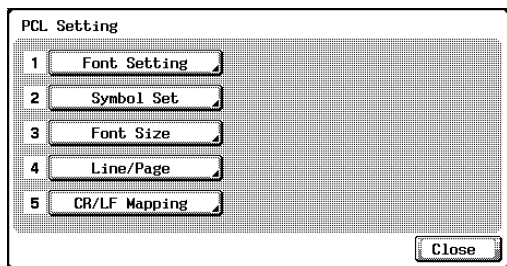 PCL Setting
1 Font Setting
2 Symbol Set
3 Font Size
4 Line/Page
5 CR/LF Mapping
Close